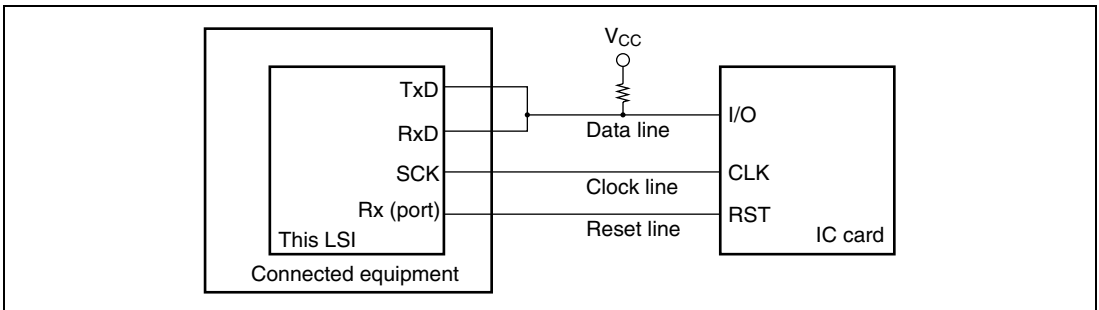 VCC
TxD
RxD
SCK
Rx (port)
This LSI
Connected equipment
Data line
Clock line
Reset line
I/O
CLK
RST
IC card